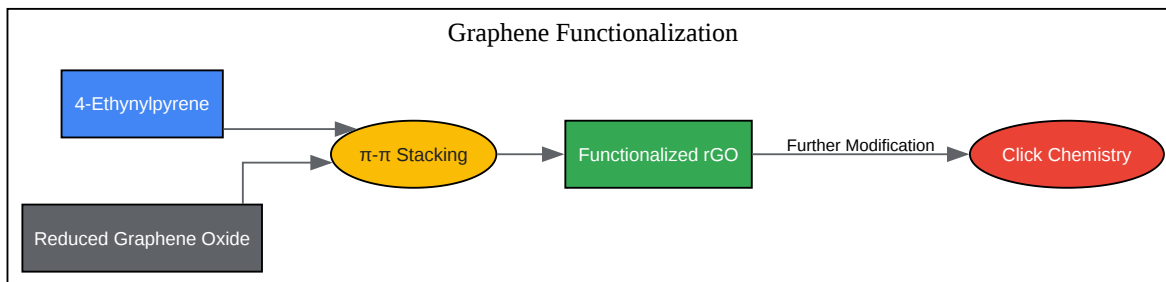 Graphene Functionalization
4-Ethynylpyrene
π-π Stacking
Functionalized rGO
Further Modification
Click Chemistry
Reduced Graphene Oxide